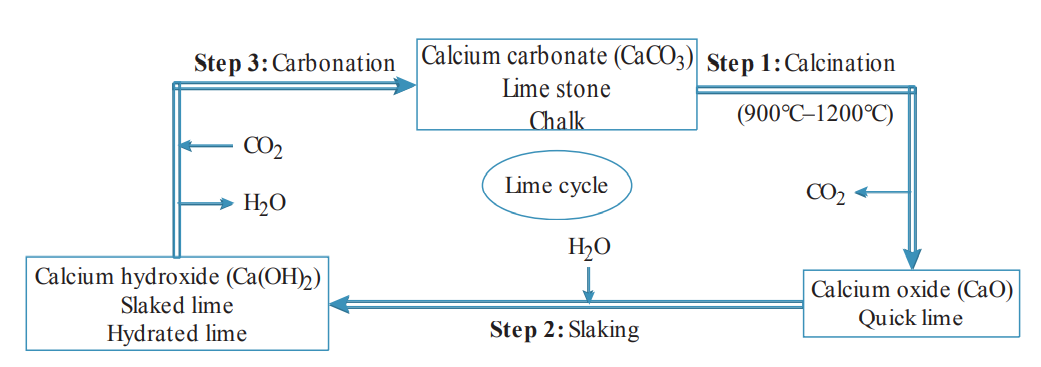 Step 3: Carbonation
Calcium carbonate (CaCO₃)
Lime stone
Chalk
Step 1: Calcination
(900℃–1200℃)
CO₂
H₂O
Lime cycle
CO₂
H₂O
Calcium hydroxide (Ca(OH)₂)
Slaked lime
Hydrated lime
Step 2: Slaking
Calcium oxide (CaO)
Quick lime